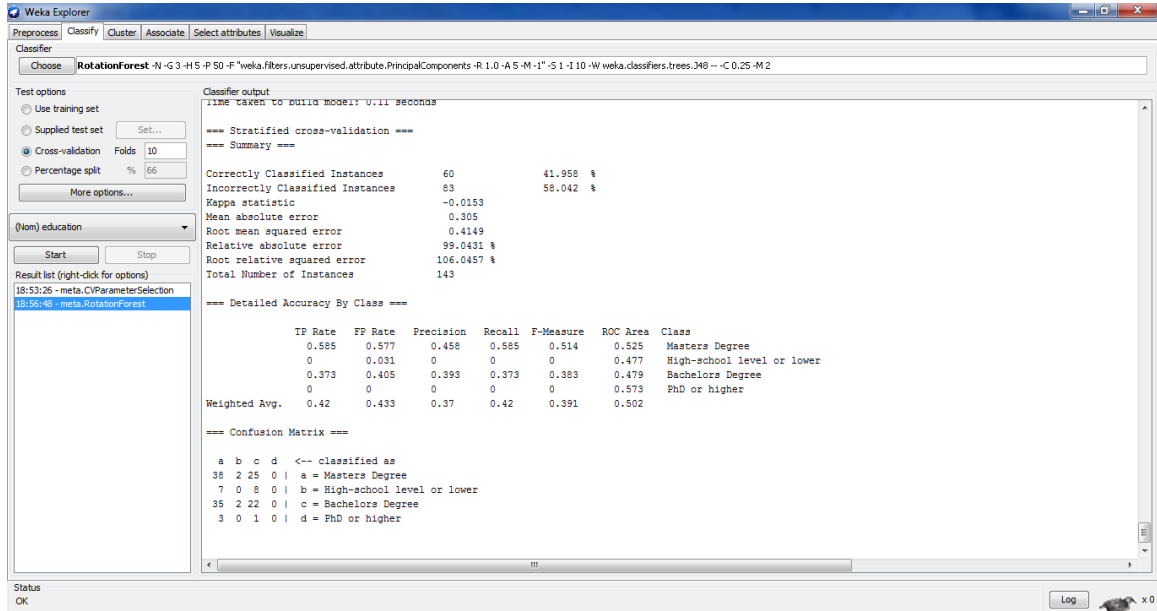 Weka Explorer
Preprocess Classify Cluster Associate Select attributes Visualize
Classifier
Choose RotationForest -N -G 3 -H 5 -P 50 -F "weka.filters.unsupervised.attribute.PrincipalComponents -R 1.0 -A 5 -M -1" -S 1 -I 10 -W weka.classifiers.trees.J48 -- -C 0.25 -M 2
Test options
Use training set
Supplied test set Set...
Cross-validation Folds 10
Percentage split % 66
More options...
(Nom) education
Start Stop
Result list (right-click for options)
18:53:26 - meta.CVParameterSelection
18:56:48 - meta.RotationForest
Classifier output
Time taken to build model: 0.11 seconds
=== Stratified cross-validation ===
=== Summary ===
Correctly Classified Instances 60 41.958 %
Incorrectly Classified Instances 83 58.042 %
Kappa statistic -0.0153
Mean absolute error 0.305
Root mean squared error 0.4149
Relative absolute error 99.0431 %
Root relative squared error 106.0457 %
Total Number of Instances 143
=== Detailed Accuracy By Class ===
TP Rate FP Rate Precision Recall F-Measure ROC Area Class
0.585 0.577 0.458 0.585 0.514 0.525 Masters Degree
0 0.031 0 0 0 0.477 High-school level or lower
0.373 0.405 0.393 0.373 0.383 0.479 Bachelors Degree
0 0 0 0 0 0.573 PhD or higher
Weighted Avg. 0.42 0.433 0.37 0.42 0.391 0.502
=== Confusion Matrix ===
a b c d <-- classified as
38 2 25 0 | a = Masters Degree
7 0 8 0 | b = High-school level or lower
35 2 22 0 | c = Bachelors Degree
3 0 1 0 | d = PhD or higher
Status
OK
Log x 0